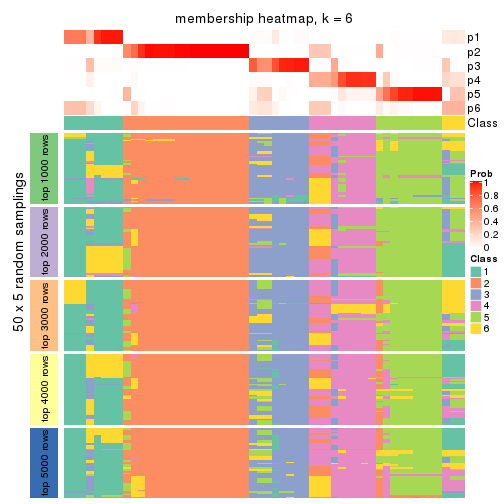 membership heatmap, k = 6
p1
p2
p3
p4
p5
p6
Class
50 x 5 random samplings
top 1000 rows
top 2000 rows
top 3000 rows
top 4000 rows
top 5000 rows
Prob
1
0.8
0.6
0.4
0.2
0
Class
1
2
3
4
5
6